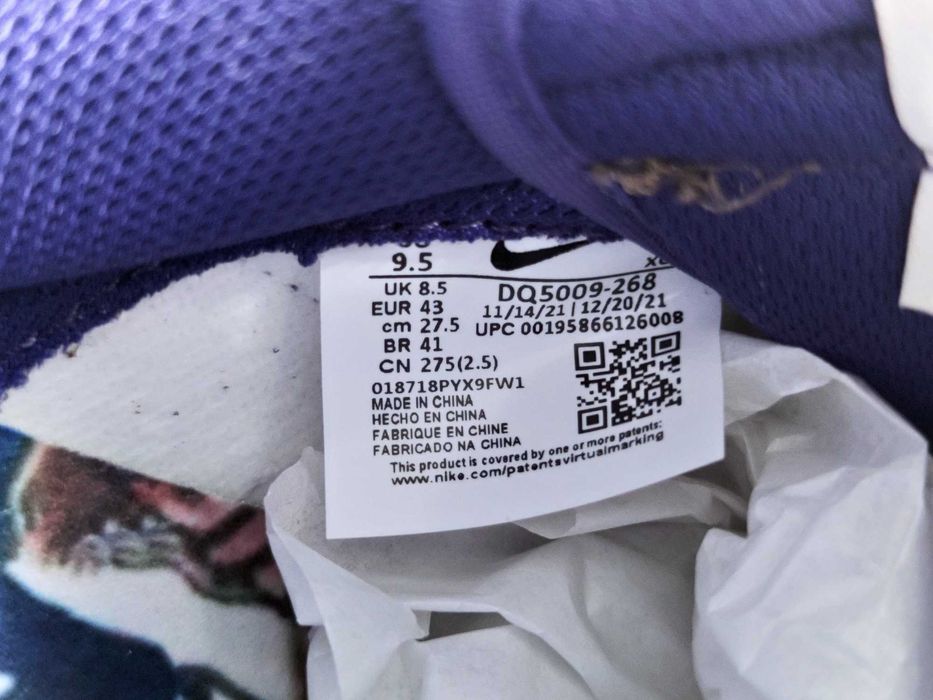 9.5
UK 8.5
EUR 43
cm 27.5
BR 41
CN 275(2.5)
DQ5009-268
11/14/21 | 12/20/21
UPC 00195866126008
018718PYX9FW1
MADE IN CHINA
HECHO EN CHINA
FABRIQUE EN CHINE
FABRICADO NA CHINA
This product is covered by one or more patents:
www.nike.com/patentsvirtualmarking